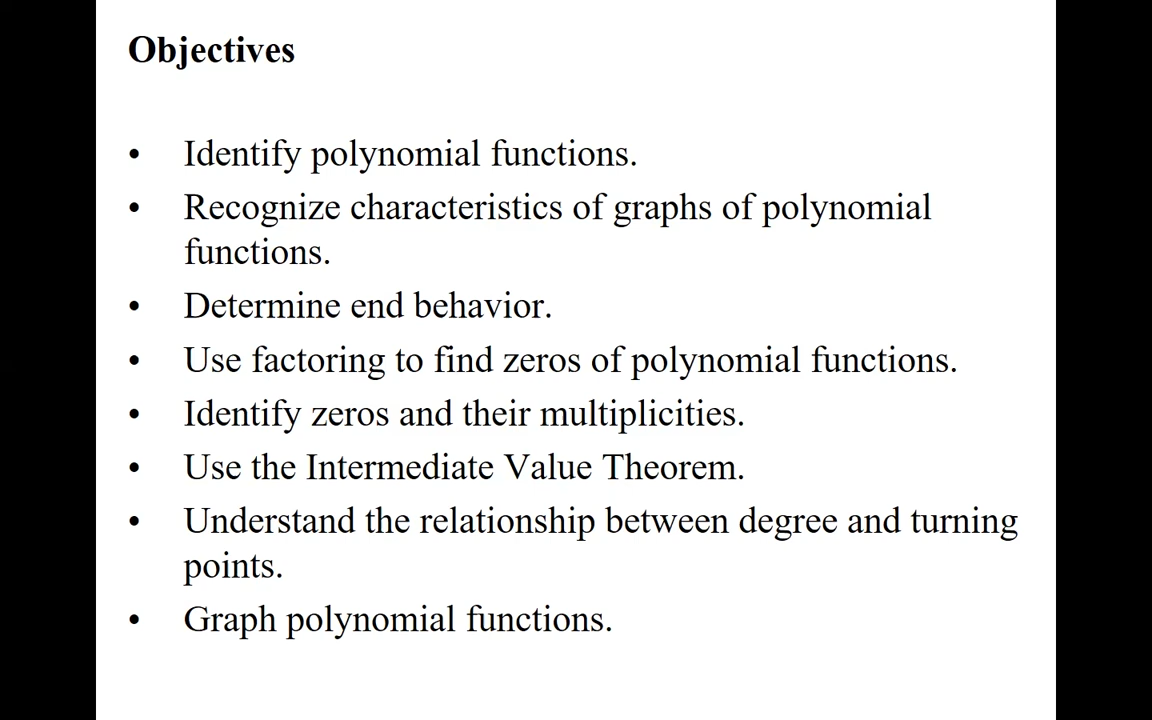 Objectives
• Identify polynomial functions.
• Recognize characteristics of graphs of polynomial
functions.
• Determine end behavior.
• Use factoring to find zeros of polynomial functions.
• Identify zeros and their multiplicities.
• Use the Intermediate Value Theorem.
• Understand the relationship between degree and turning
points.
• Graph polynomial functions.